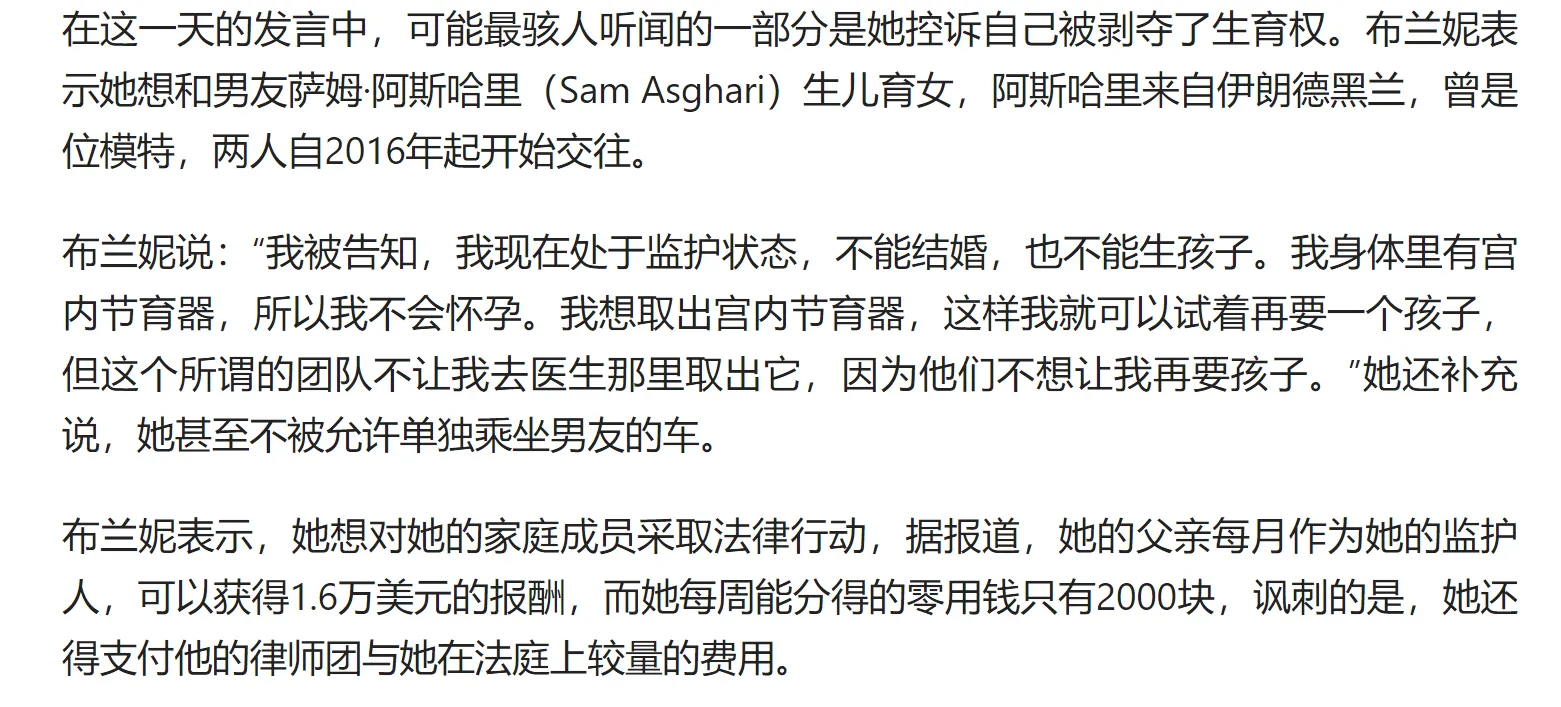 在这一天的发言中，可能最骇人听闻的一部分是她控诉自己被剥夺了生育权。布兰妮表
示她想和男友萨姆·阿斯哈里（Sam Asghari）生儿育女，阿斯哈里来自伊朗德黑兰，曾是
位模特，两人自2016年起开始交往。
布兰妮说：“我被告知，我现在处于监护状态，不能结婚，也不能生孩子。我身体里有宫
内节育器，所以我不会怀孕。我想取出宫内节育器，这样我就可以试着再要一个孩子，
但这个所谓的团队不让我去医生那里取出它，因为他们不想让我再要孩子。”她还补充
说，她甚至不被允许单独乘坐男友的车。
布兰妮表示，她想对她的家庭成员采取法律行动，据报道，她的父亲每月作为她的监护
人，可以获得1.6万美元的报酬，而她每周能分得的零用钱只有2000块，讽刺的是，她还
得支付他的律师团与她在法庭上较量的费用。